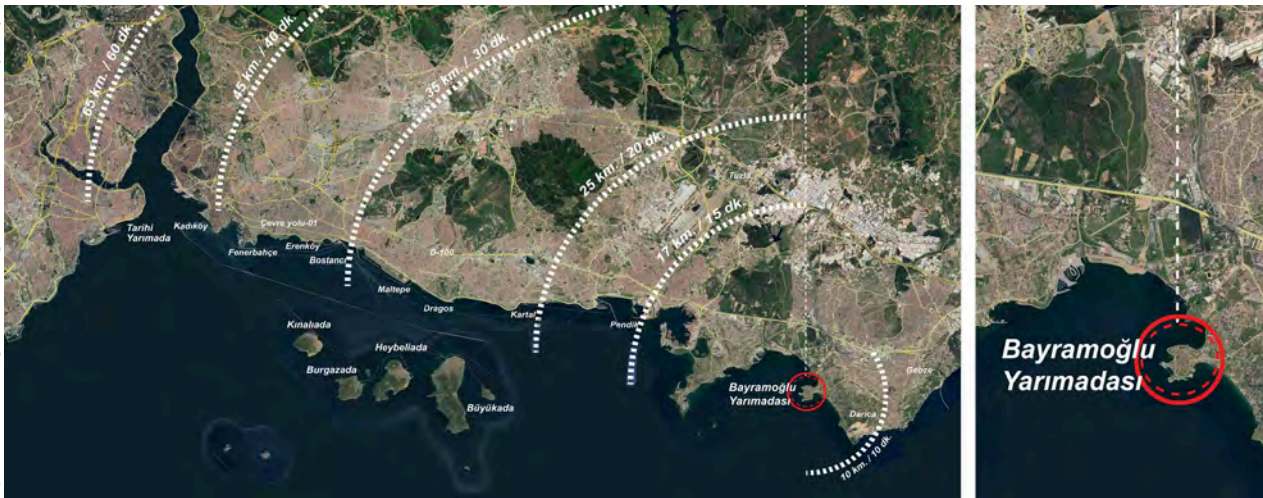 65 km. / 60 dk.
45 km. / 40 dk.
35 km. / 30 dk.
25 km. / 20 dk.
17 km. / 15 dk.
10 km. / 10 dk.
Tarihi
Yarımada
Kadıköy
Çevre yolu-01
Fenerbahçe
Erenköy
Bostancı
D-100
Maltepe
Dragos
Kartal
Pendik
Tuzla
Kınalıada
Burgazada
Heybeliada
Büyükada
Bayramoğlu
Yarımadası
Darıca
Gebze
Bayramoğlu
Yarımadası